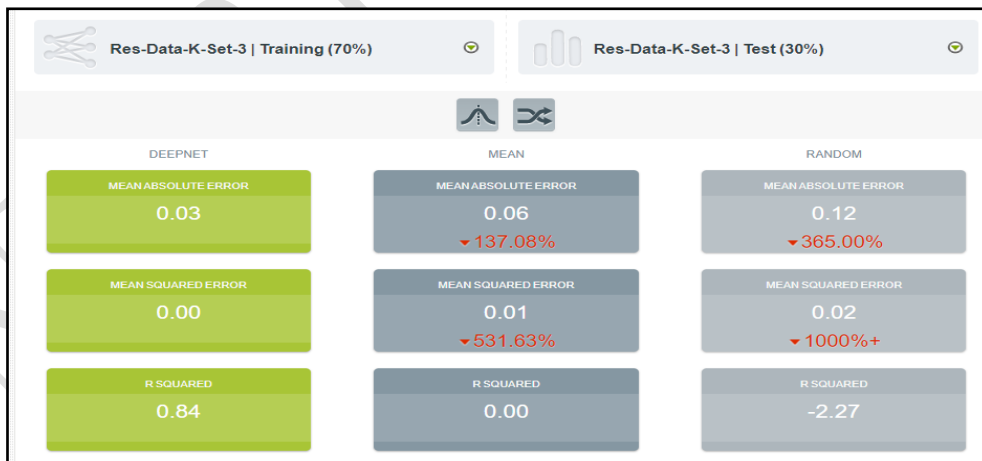 Res-Data-K-Set-3 | Training (70%)
Res-Data-K-Set-3 | Test (30%)
DEEPNET
MEAN
RANDOM
MEAN ABSOLUTE ERROR
0.03
MEAN ABSOLUTE ERROR
0.06
137.08%
MEAN ABSOLUTE ERROR
0.12
365.00%
MEAN SQUARED ERROR
0.00
MEAN SQUARED ERROR
0.01
531.63%
MEAN SQUARED ERROR
0.02
1000%+
R SQUARED
0.84
R SQUARED
0.00
R SQUARED
-2.27